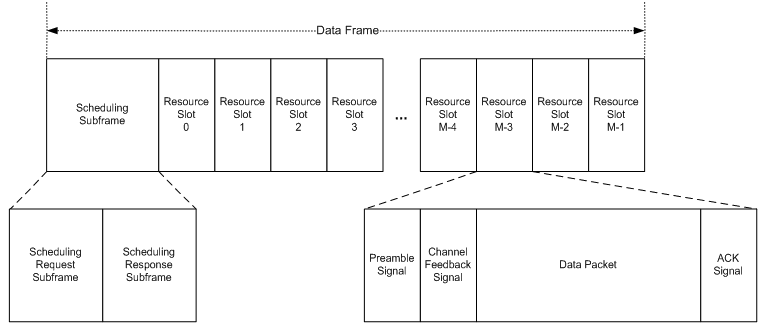 Data Frame
Scheduling
Subframe
Resource
Slot
0
Resource
Slot
1
Resource
Slot
2
Resource
Slot
3
...
Resource
Slot
M-4
Resource
Slot
M-3
Resource
Slot
M-2
Resource
Slot
M-1
Scheduling
Request
Subframe
Scheduling
Response
Subframe
Preamble
Signal
Channel
Feedback
Signal
Data Packet
ACK
Signal